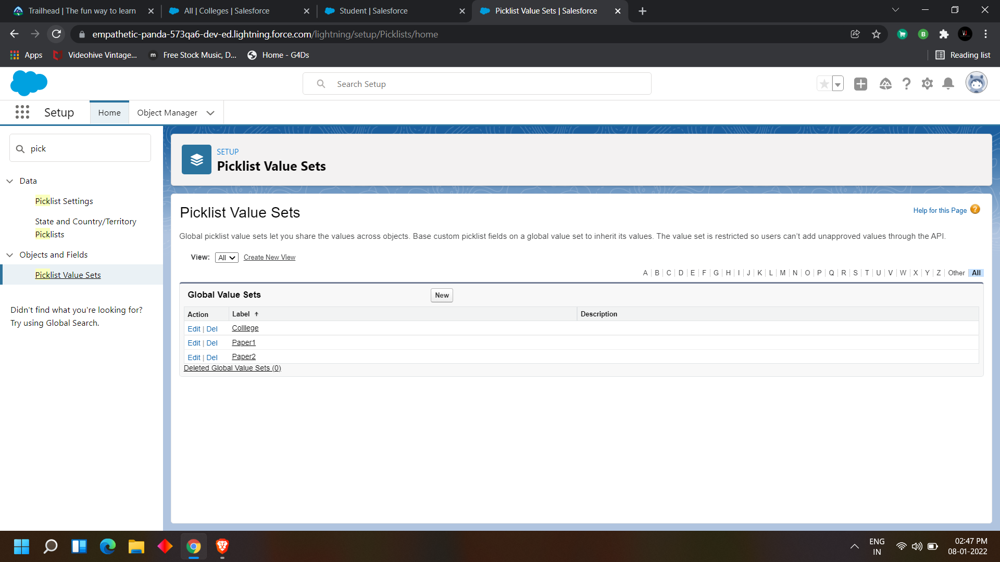 Trailhead | The fun way to learn
All | Colleges | Salesforce
Student | Salesforce
Picklist Value Sets | Salesforce
empathetic-panda-573qa6-dev-ed.lightning.force.com/lightning/setup/Picklists/home
Apps
Videohive Vintage...
m
Free Stock Music, D...
Home - G4Ds
Reading list
B
Search Setup
Setup
Home
Object Manager
pick
Data
Picklist Settings
State and Country/Territory
Picklists
Objects and Fields
Picklist Value Sets
Didn't find what you're looking for?
Try using Global Search.
SETUP
Picklist Value Sets
Picklist Value Sets
Help for this Page ?
Global picklist value sets let you share the values across objects. Base custom picklist fields on a global value set to inherit its values. The value set is restricted so users can’t add unapproved values through the API.
View: All Create New View
A | B | C | D | E | F | G | H | I | J | K | L | M | N | O | P | Q | R | S | T | U | V | W | X | Y | Z | Other | All
Global Value Sets
New
Action Label ↑ Description
Edit | Del Colllege
Edit | Del Paper1
Edit | Del Paper2
Deleted Global Value Sets (0)
ENG
IN
02:47 PM
08-01-2022